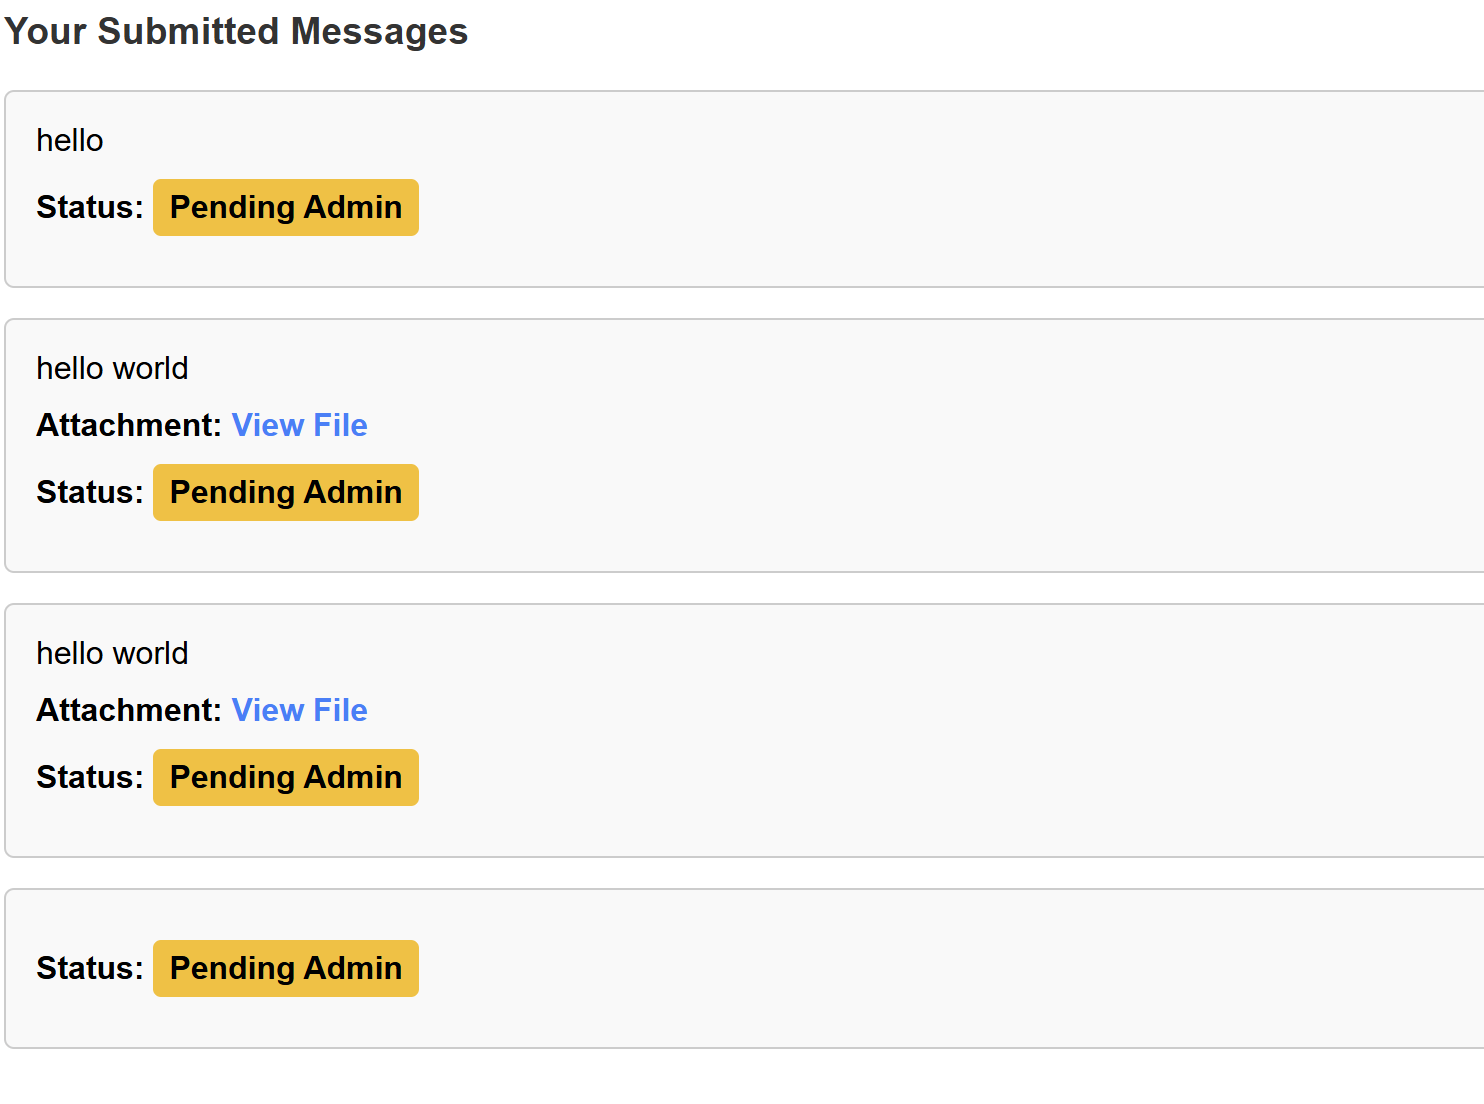 Your Submitted Messages
hello
Status: Pending Admin
hello world
Attachment: View File
Status: Pending Admin
hello world
Attachment: View File
Status: Pending Admin
Status: Pending Admin